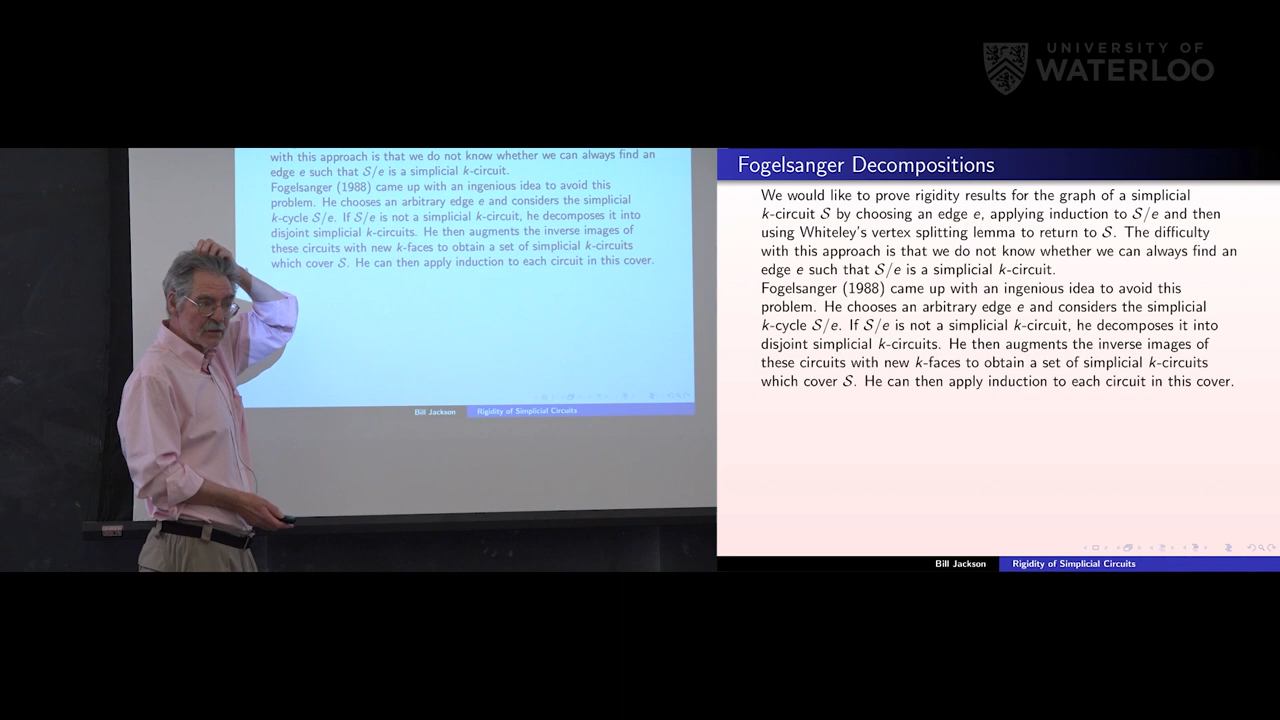 UNIVERSITY OF
WATERLOO
with this approach is that we do not know whether we can always find an
edge e such that S/e is a simplicial k-circuit.
Fogelsanger (1988) came up with an ingenious idea to avoid this
problem. He chooses an arbitrary edge e and considers the simplicial
k-cycle S/e. If S/e is not a simplicial k-circuit, he decomposes it into
disjoint simplicial k-circuits. He then augments the inverse images of
these circuits with new k-faces to obtain a set of simplicial k-circuits
which cover S. He can then apply induction to each circuit in this cover.
Bill Jackson Rigidity of Simplicial Circuits
Fogelsanger Decompositions
We would like to prove rigidity results for the graph of a simplicial
k-circuit S by choosing an edge e, applying induction to S/e and then
using Whiteley's vertex splitting lemma to return to S. The difficulty
with this approach is that we do not know whether we can always find an
edge e such that S/e is a simplicial k-circuit.
Fogelsanger (1988) came up with an ingenious idea to avoid this
problem. He chooses an arbitrary edge e and considers the simplicial
k-cycle S/e. If S/e is not a simplicial k-circuit, he decomposes it into
disjoint simplicial k-circuits. He then augments the inverse images of
these circuits with new k-faces to obtain a set of simplicial k-circuits
which cover S. He can then apply induction to each circuit in this cover.
Bill Jackson Rigidity of Simplicial Circuits